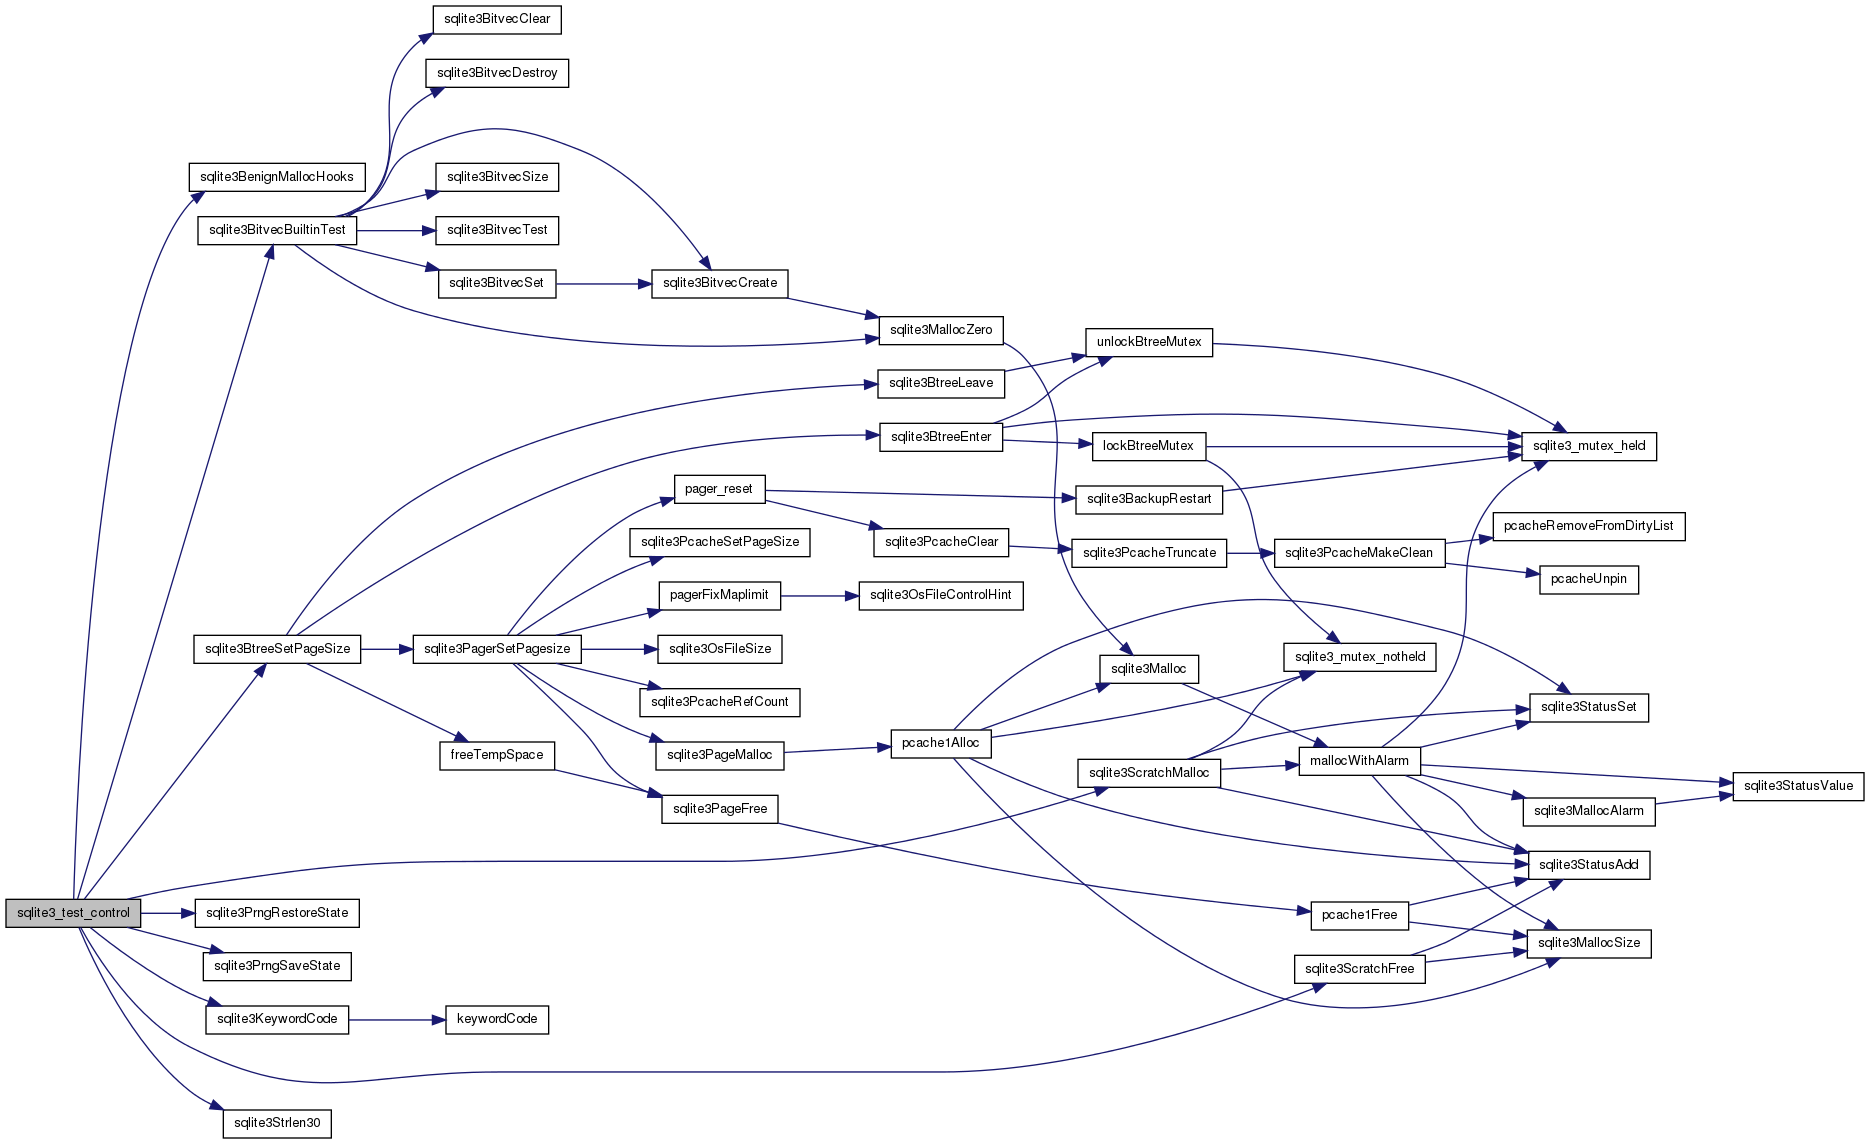 sqlite3BitvecClear
sqlite3BitvecDestroy
sqlite3BenignMallocHooks
sqlite3BitvecSize
sqlite3BitvecBuiltinTest
sqlite3BitvecTest
sqlite3BitvecSet
sqlite3BitvecCreate
sqlite3MallocZero
unlockBtreeMutex
sqlite3BtreeLeave
sqlite3BtreeEnter
lockBtreeMutex
sqlite3_mutex_held
pager_reset
sqlite3BackupRestart
pcacheRemoveFromDirtyList
sqlite3PcacheSetPageSize
sqlite3PcacheClear
sqlite3PcacheTruncate
sqlite3PcacheMakeClean
pcacheUnpin
pagerFixMaplimit
sqlite3OsFileControlHint
sqlite3BtreeSetPageSize
sqlite3PagerSetPagesize
sqlite3OsFileSize
sqlite3Malloc
sqlite3_mutex_notheld
sqlite3PcacheRefCount
sqlite3StatusSet
freeTempSpace
sqlite3PageMalloc
pcache1Alloc
sqlite3ScratchMalloc
mallocWithAlarm
sqlite3StatusValue
sqlite3PageFree
sqlite3MallocAlarm
sqlite3StatusAdd
sqlite3_test_control
sqlite3PrngRestoreState
pcache1Free
sqlite3MallocSize
sqlite3PrngSaveState
sqlite3ScratchFree
sqlite3KeywordCode
keywordCode
sqlite3Strlen30